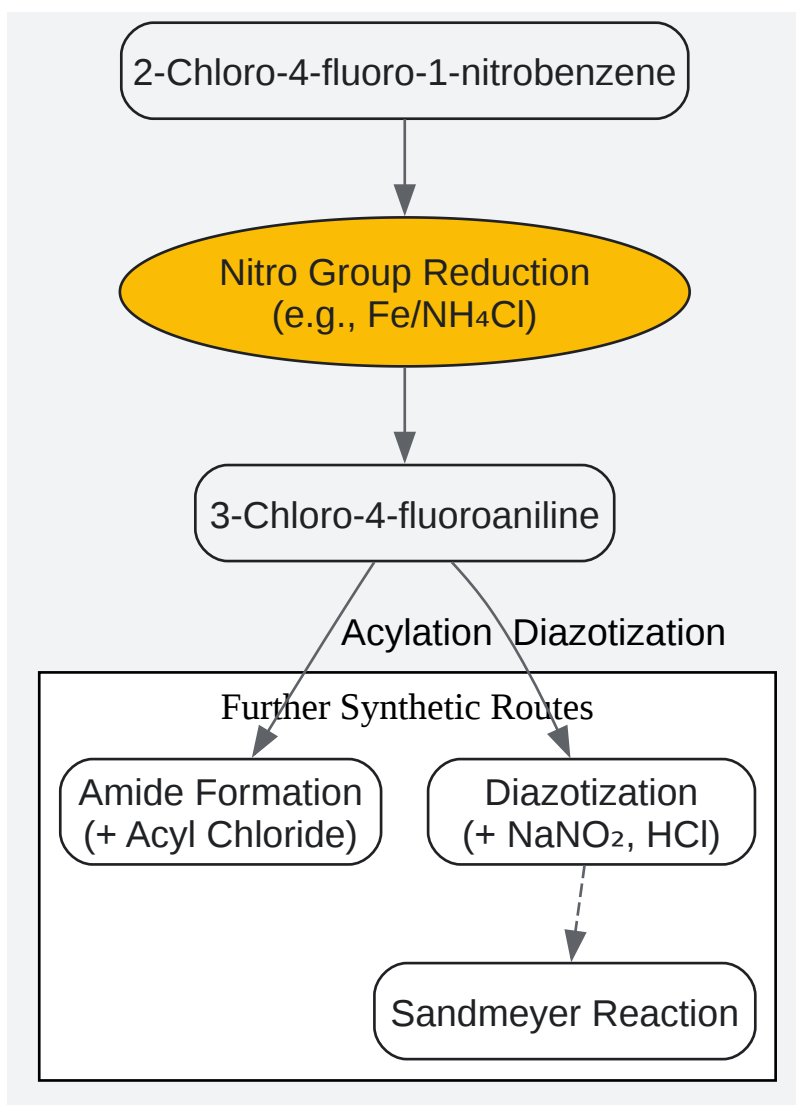 2-Chloro-4-fluoro-1-nitrobenzene
Nitro Group Reduction
(e.g., Fe/NH₄Cl)
3-Chloro-4-fluoroaniline
Acylation
Diazotization
Further Synthetic Routes
Amide Formation
(+ Acyl Chloride)
Diazotization
(+ NaNO₂, HCl)
Sandmeyer Reaction